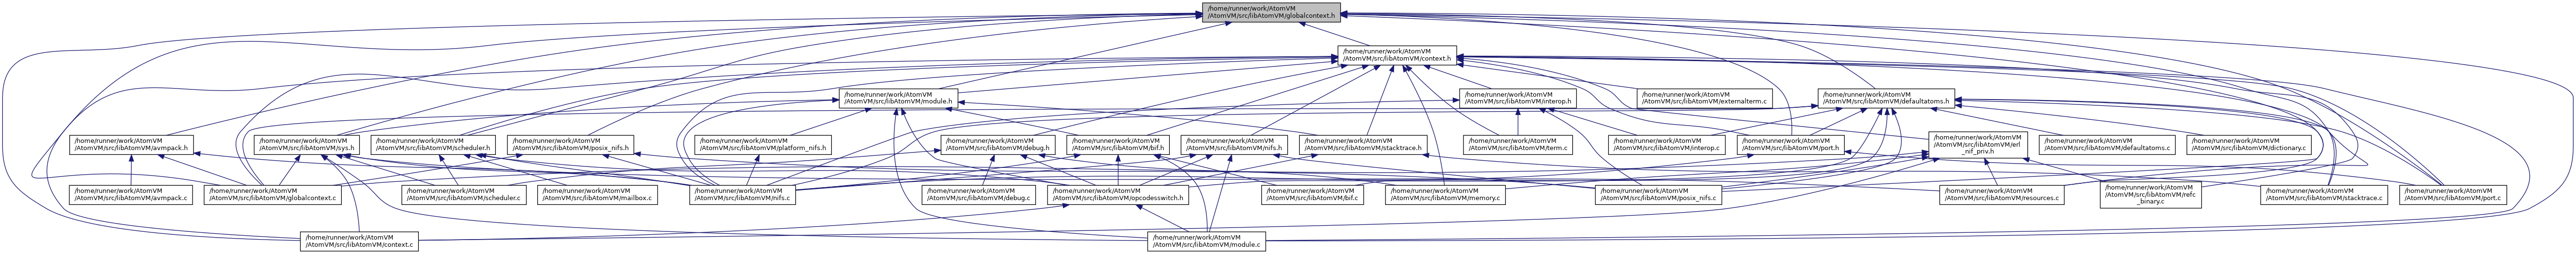 /home/runner/work/AtomVM
/AtomVM/src/libAtomVM/globalcontext.h
/home/runner/work/AtomVM
/AtomVM/src/libAtomVM/context.h
/home/runner/work/AtomVM
/AtomVM/src/libAtomVM/module.h
/home/runner/work/AtomVM
/AtomVM/src/libAtomVM/interop.h
/home/runner/work/AtomVM
/AtomVM/src/libAtomVM/externalterm.c
/home/runner/work/AtomVM
/AtomVM/src/libAtomVM/defaultatoms.h
/home/runner/work/AtomVM
/AtomVM/src/libAtomVM/avmpack.h
/home/runner/work/AtomVM
/AtomVM/src/libAtomVM/sys.h
/home/runner/work/AtomVM
/AtomVM/src/libAtomVM/scheduler.h
/home/runner/work/AtomVM
/AtomVM/src/libAtomVM/posix_nifs.h
/home/runner/work/AtomVM
/AtomVM/src/libAtomVM/platform_nifs.h
/home/runner/work/AtomVM
/AtomVM/src/libAtomVM/debug.h
/home/runner/work/AtomVM
/AtomVM/src/libAtomVM/bif.h
/home/runner/work/AtomVM
/AtomVM/src/libAtomVM/nifs.h
/home/runner/work/AtomVM
/AtomVM/src/libAtomVM/stacktrace.h
/home/runner/work/AtomVM
/AtomVM/src/libAtomVM/term.c
/home/runner/work/AtomVM
/AtomVM/src/libAtomVM/interop.c
/home/runner/work/AtomVM
/AtomVM/src/libAtomVM/port.h
/home/runner/work/AtomVM
/AtomVM/src/libAtomVM/erl
_nif_priv.h
/home/runner/work/AtomVM
/AtomVM/src/libAtomVM/defaultatoms.c
/home/runner/work/AtomVM
/AtomVM/src/libAtomVM/dictionary.c
/home/runner/work/AtomVM
/AtomVM/src/libAtomVM/avmpack.c
/home/runner/work/AtomVM
/AtomVM/src/libAtomVM/globalcontext.c
/home/runner/work/AtomVM
/AtomVM/src/libAtomVM/scheduler.c
/home/runner/work/AtomVM
/AtomVM/src/libAtomVM/mailbox.c
/home/runner/work/AtomVM
/AtomVM/src/libAtomVM/nifs.c
/home/runner/work/AtomVM
/AtomVM/src/libAtomVM/debug.c
/home/runner/work/AtomVM
/AtomVM/src/libAtomVM/opcodesswitch.h
/home/runner/work/AtomVM
/AtomVM/src/libAtomVM/bif.c
/home/runner/work/AtomVM
/AtomVM/src/libAtomVM/memory.c
/home/runner/work/AtomVM
/AtomVM/src/libAtomVM/posix_nifs.c
/home/runner/work/AtomVM
/AtomVM/src/libAtomVM/resources.c
/home/runner/work/AtomVM
/AtomVM/src/libAtomVM/refc
_binary.c
/home/runner/work/AtomVM
/AtomVM/src/libAtomVM/stacktrace.c
/home/runner/work/AtomVM
/AtomVM/src/libAtomVM/port.c
/home/runner/work/AtomVM
/AtomVM/src/libAtomVM/context.c
/home/runner/work/AtomVM
/AtomVM/src/libAtomVM/module.c